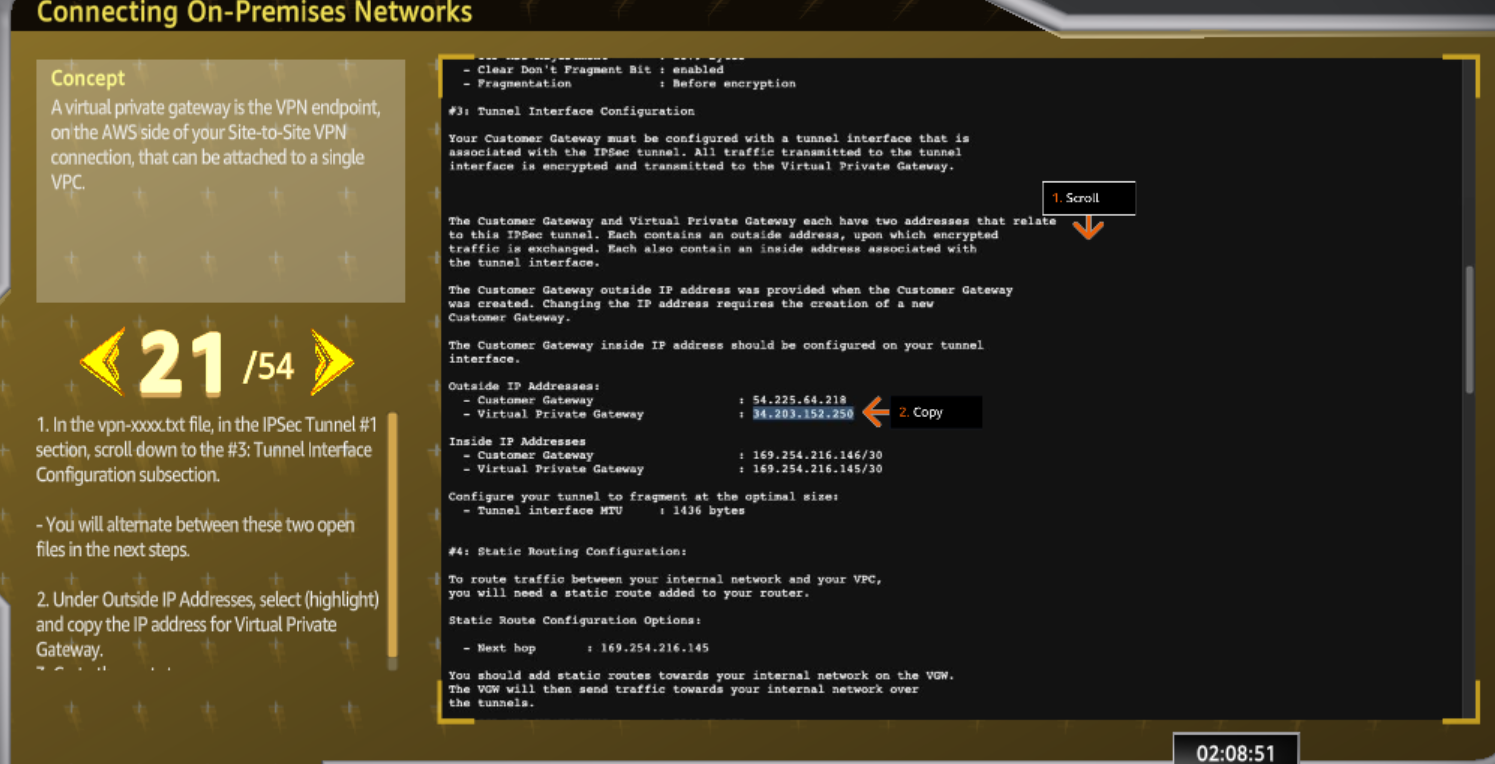 Connecting On-Premises Networks
Concept
A virtual private gateway is the VPN endpoint,
on the AWS side of your Site-to-Site VPN
connection, that can be attached to a single
VPC.
21 /54
1. In the vpn-xxxx.txt file, in the IPSec Tunnel #1
section, scroll down to the #3: Tunnel Interface
Configuration subsection.
- You will alternate between these two open
files in the next steps.
2. Under Outside IP Addresses, select (highlight)
and copy the IP address for Virtual Private
Gateway.
- Clear Don't Fragment Bit : enabled
- Fragmentation : Before encryption
#3: Tunnel Interface Configuration
Your Customer Gateway must be configured with a tunnel interface that is
associated with the IPSec tunnel. All traffic transmitted to the tunnel
interface is encrypted and transmitted to the Virtual Private Gateway.
1. Scroll
The Customer Gateway and Virtual Private Gateway each have two addresses that relate
to this IPSec tunnel. Each contains an outside address, upon which encrypted
traffic is exchanged. Each also contain an inside address associated with
the tunnel interface.
The Customer Gateway outside IP address was provided when the Customer Gateway
was created. Changing the IP address requires the creation of a new
Customer Gateway.
The Customer Gateway inside IP address should be configured on your tunnel
interface.
Outside IP Addresses:
- Customer Gateway : 54.225.64.218
- Virtual Private Gateway : 34.203.152.250
2. Copy
Inside IP Addresses
- Customer Gateway : 169.254.216.146/30
- Virtual Private Gateway : 169.254.216.145/30
Configure your tunnel to fragment at the optimal size:
- Tunnel interface MTU : 1436 bytes
#4: Static Routing Configuration:
To route traffic between your internal network and your VPC,
you will need a static route added to your router.
Static Route Configuration Options:
- Next hop : 169.254.216.145
You should add static routes towards your internal network on the VGW.
The VGW will then send traffic towards your internal network over
the tunnels.
02:08:51